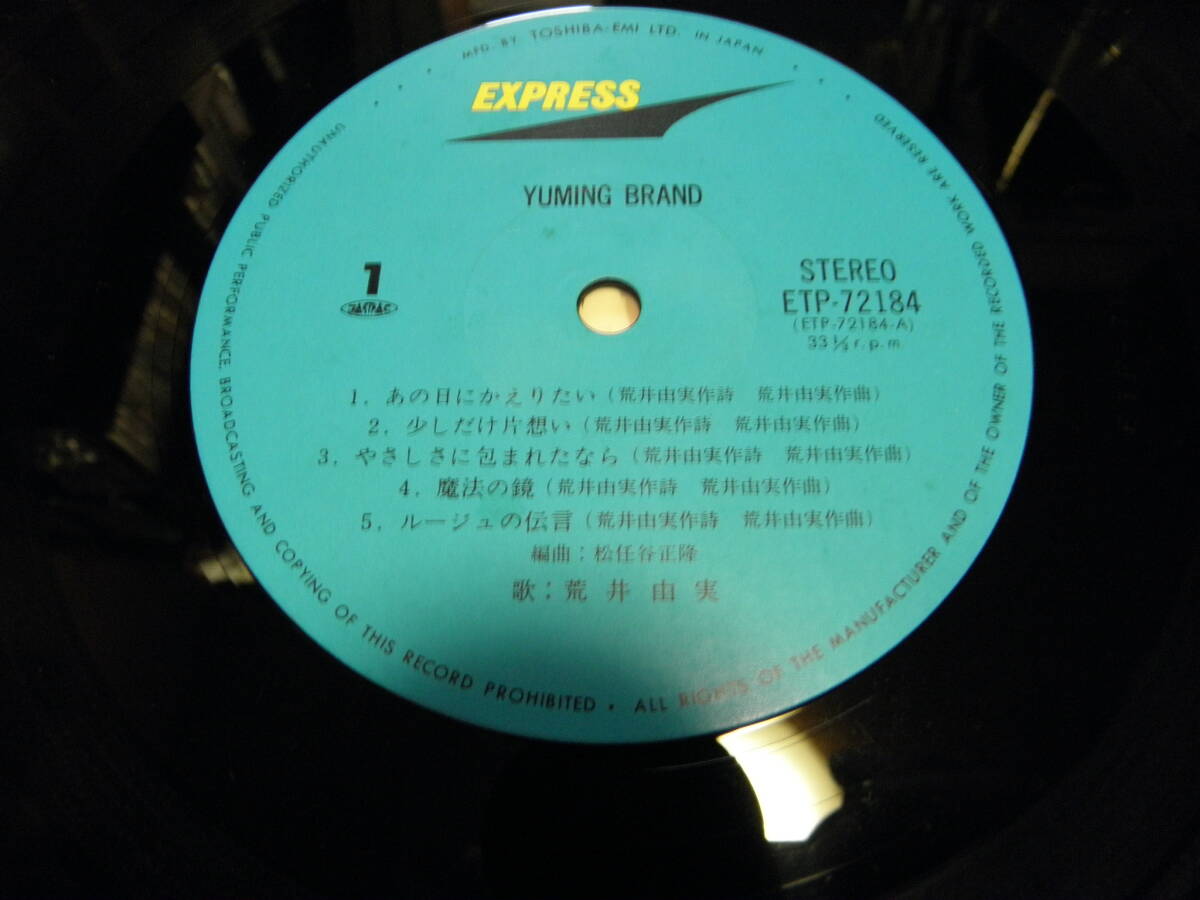 MFD. BY TOSHIBA-EMI LTD. IN JAPAN
EXPRESS
YUMING BRAND
1
JASRAC
STEREO
ETP-72184
(ETP-72184-A)
33 1/3 r.p.m.
1. あの日にかえりたい(荒井由実作詩 荒井由実作曲)
2. 少しだけ片想い(荒井由実作詩 荒井由実作曲)
3. やさしさに包まれたなら(荒井由実作詩 荒井由実作曲)
4. 魔法の鏡(荒井由実作詩 荒井由実作曲)
5. ルージュの伝言(荒井由実作詩 荒井由実作曲)
編曲:松任谷正隆
歌:荒井由実
UNAUTHORIZED PUBLIC PERFORMANCE, BROADCASTING AND COPYING OF THIS RECORD PROHIBITED • ALL RIGHTS OF THE MANUFACTURER AND OF THE OWNER OF THE RECORDED WORK ARE RESERVED